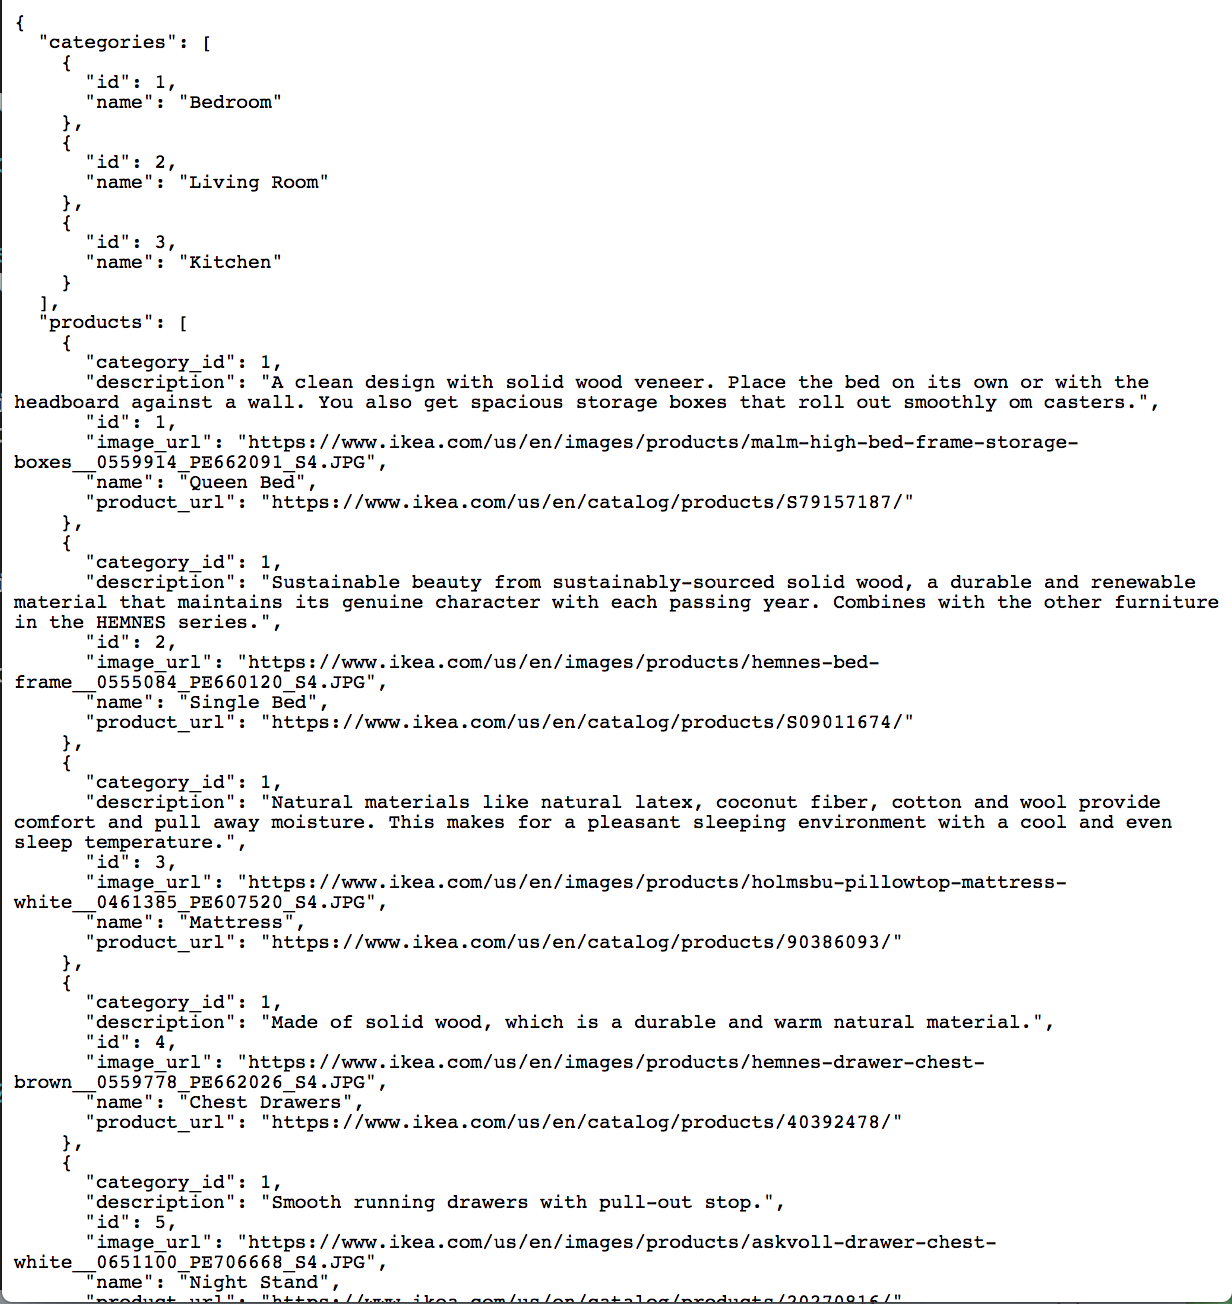 {
  "categories": [
    {
      "id": 1,
      "name": "Bedroom"
    },
    {
      "id": 2,
      "name": "Living Room"
    },
    {
      "id": 3,
      "name": "Kitchen"
    }
  ],
  "products": [
    {
      "category_id": 1,
      "description": "A clean design with solid wood veneer. Place the bed on its own or with the
headboard against a wall. You also get spacious storage boxes that roll out smoothly om casters.",
      "id": 1,
      "image_url": "https://www.ikea.com/us/en/images/products/malm-high-bed-frame-storage-
boxes__0559914_PE662091_S4.JPG",
      "name": "Queen Bed",
      "product_url": "https://www.ikea.com/us/en/catalog/products/S79157187/"
    },
    {
      "category_id": 1,
      "description": "Sustainable beauty from sustainably-sourced solid wood, a durable and renewable
material that maintains its genuine character with each passing year. Combines with the other furniture
in the HEMNES series.",
      "id": 2,
      "image_url": "https://www.ikea.com/us/en/images/products/hemnes-bed-
frame__0555084_PE660120_S4.JPG",
      "name": "Single Bed",
      "product_url": "https://www.ikea.com/us/en/catalog/products/S09011674/"
    },
    {
      "category_id": 1,
      "description": "Natural materials like natural latex, coconut fiber, cotton and wool provide
comfort and pull away moisture. This makes for a pleasant sleeping environment with a cool and even
sleep temperature.",
      "id": 3,
      "image_url": "https://www.ikea.com/us/en/images/products/holmsbu-pillowtop-mattress-
white__0461385_PE607520_S4.JPG",
      "name": "Mattress",
      "product_url": "https://www.ikea.com/us/en/catalog/products/90386093/"
    },
    {
      "category_id": 1,
      "description": "Made of solid wood, which is a durable and warm natural material.",
      "id": 4,
      "image_url": "https://www.ikea.com/us/en/images/products/hemnes-drawer-chest-
brown__0559778_PE662026_S4.JPG",
      "name": "Chest Drawers",
      "product_url": "https://www.ikea.com/us/en/catalog/products/40392478/"
    },
    {
      "category_id": 1,
      "description": "Smooth running drawers with pull-out stop.",
      "id": 5,
      "image_url": "https://www.ikea.com/us/en/images/products/askvoll-drawer-chest-
white__0651100_PE706668_S4.JPG",
      "name": "Night Stand",
      "product_url": "https://www.ikea.com/us/en/catalog/products/20270816/"